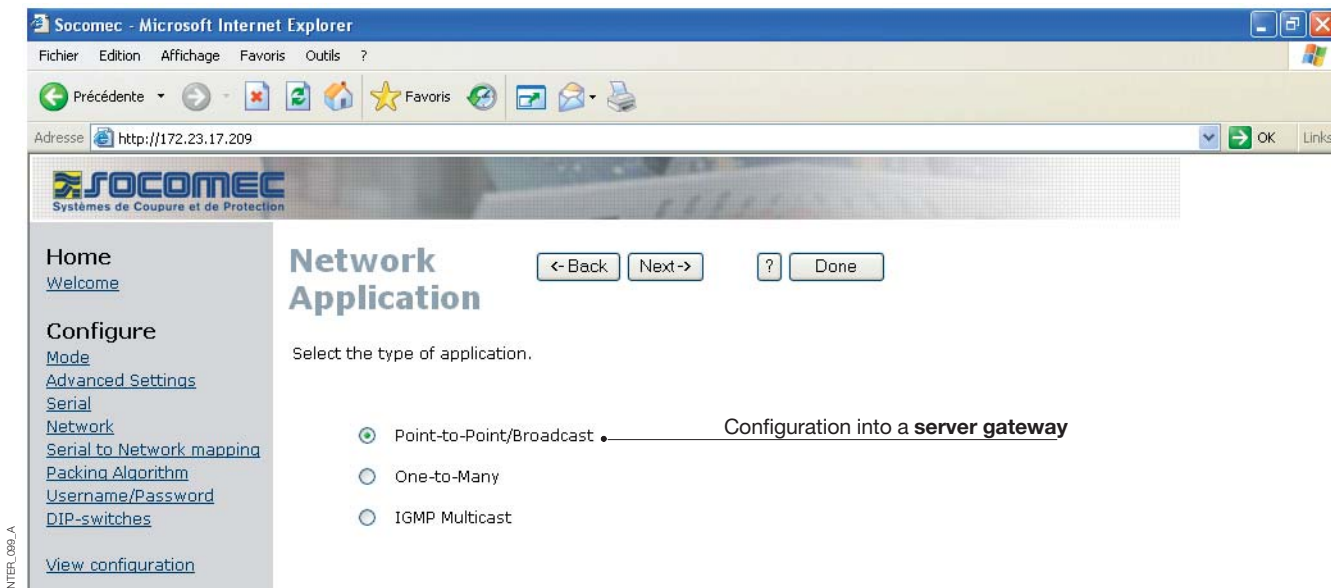 Socomec - Microsoft Internet Explorer
Fichier Edition Affichage Favoris Outils ?
Précédente Favoris
Adresse http://172.23.17.209 OK Links
SOCOMEC
Systèmes de Coupure et de Protection
Home
Welcome
Configure
Mode
Advanced Settings
Serial
Network
Serial to Network mapping
Packing Algorithm
Username/Password
DIP-switches
View configuration
Network
Application
<- Back Next -> ? Done
Select the type of application.
Point-to-Point/Broadcast Configuration into a server gateway
One-to-Many
IGMP Multicast
NTER_099_A